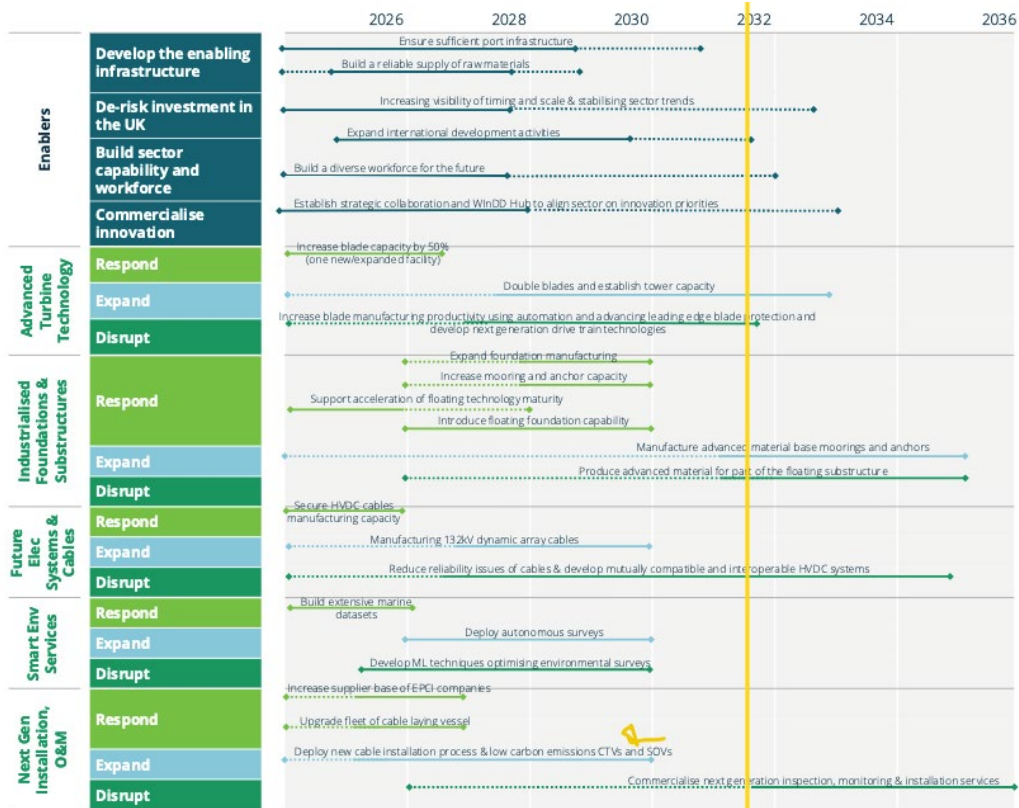 2026 2028 2030 2032 2034 2036
Enablers
Develop the enabling
infrastructure
Ensure sufficient port infrastructure
Build a reliable supply of raw materials
De-risk investment in
the UK
Increasing visibility of timing and scale & stabilising sector trends
Expand international development activities
Build sector
capability and
workforce
Build a diverse workforce for the future
Commercialise
innovation
Establish strategic collaboration and WInDD Hub to align sector on innovation priorities
Advanced
Turbine
Technology
Respond
Increase blade capacity by 50%
(one new/expanded facility)
Expand
Double blades and establish tower capacity
Disrupt
Increase blade manufacturing productivity using automation and advancing leading edge blade protection and
develop next generation drive train technologies
Industrialised
Foundations &
Substructures
Respond
Expand foundation manufacturing
Increase mooring and anchor capacity
Support acceleration of floating technology maturity
Introduce floating foundation capability
Expand
Manufacture advanced material base moorings and anchors
Disrupt
Produce advanced material for part of the floating substructure
Future
Elec
Systems &
Cables
Respond
Secure HVDC cables
manufacturing capacity
Expand
Manufacturing 132kV dynamic array cables
Disrupt
Reduce reliability issues of cables & develop mutually compatible and interoperable HVDC systems
Smart Env
Services
Respond
Build extensive marine
datasets
Expand
Deploy autonomous surveys
Disrupt
Develop ML techniques optimising environmental surveys
Next Gen
Installation,
O&M
Respond
Increase supplier base of EPCI companies
Upgrade fleet of cable laying vessel
Expand
Deploy new cable installation process & low carbon emissions CTVs and SOVs
Disrupt
Commercialise next generation inspection, monitoring & installation services